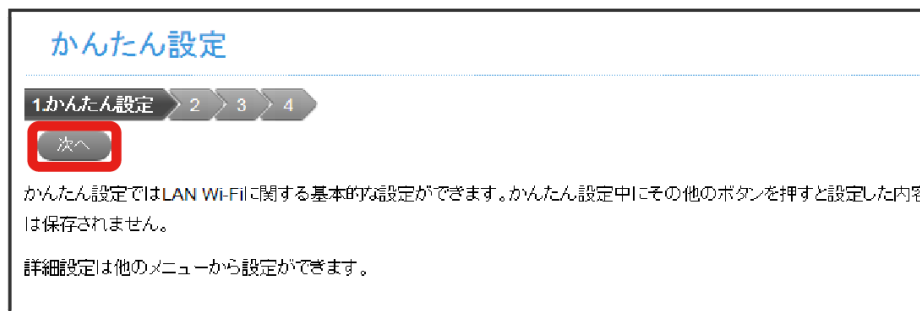 かんたん設定
1.かんたん設定 2 3 4
次へ
かんたん設定ではLAN Wi-Fiに関する基本的な設定ができます。かんたん設定中にその他のボタンを押すと設定した内容
は保存されません。
詳細設定は他のメニューから設定ができます。